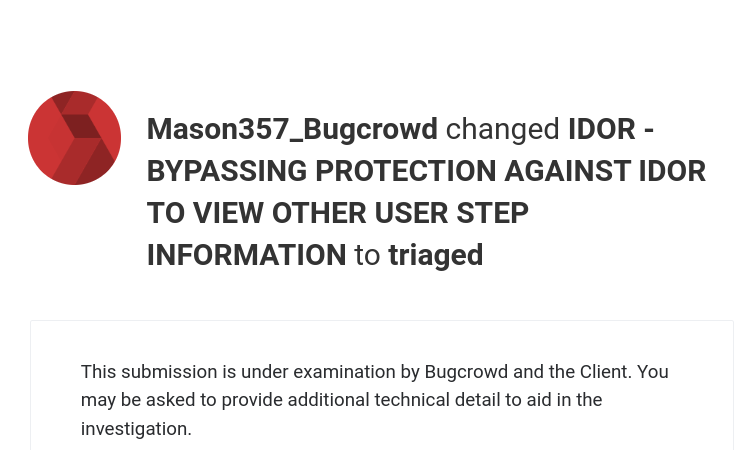 Mason357_Bugcrowd changed IDOR -
BYPASSING PROTECTION AGAINST IDOR
TO VIEW OTHER USER STEP
INFORMATION to triaged
This submission is under examination by Bugcrowd and the Client. You
may be asked to provide additional technical detail to aid in the
investigation.